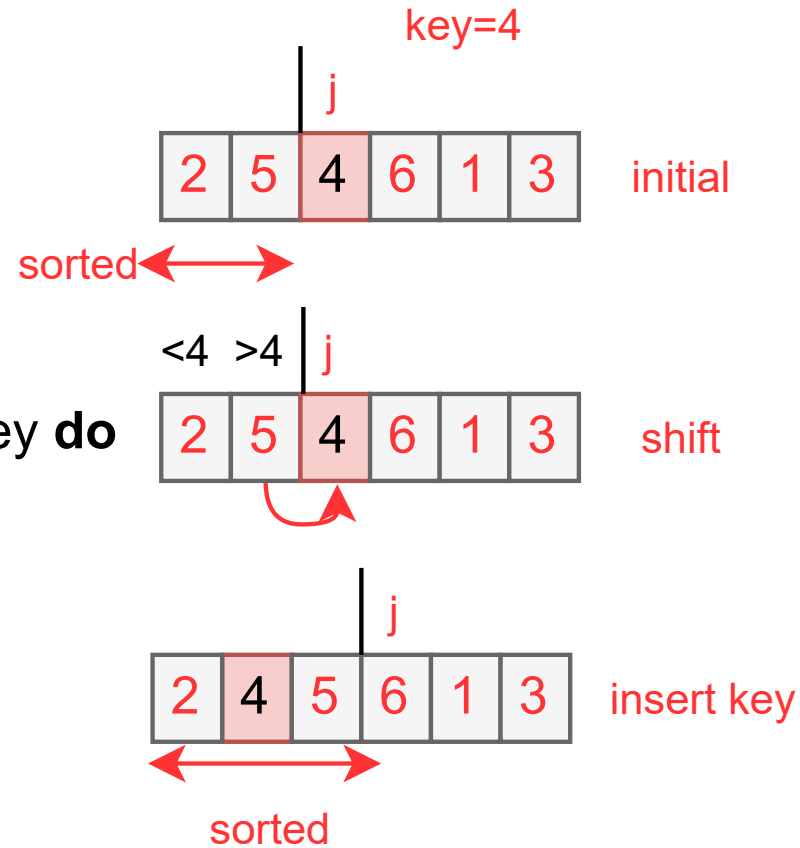 key=4
j
2 5 4 6 1 3 initial
sorted
<4 >4 j
ey do 2 5 4 6 1 3 shift
j
2 4 5 6 1 3 insert key
sorted